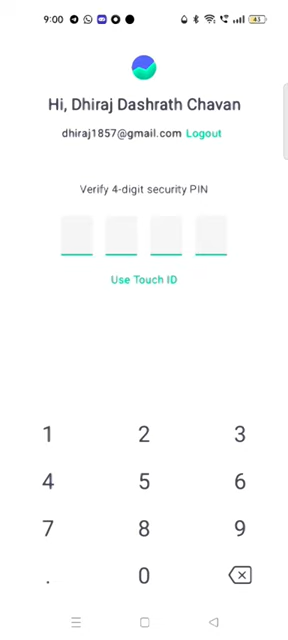 9:00 41
Hi, Dhiraj Dashrath Chavan
dhiraj1857@gmail.com Logout
Verify 4-digit security PIN
Use Touch ID
1 2 3
4 5 6
7 8 9
. 0